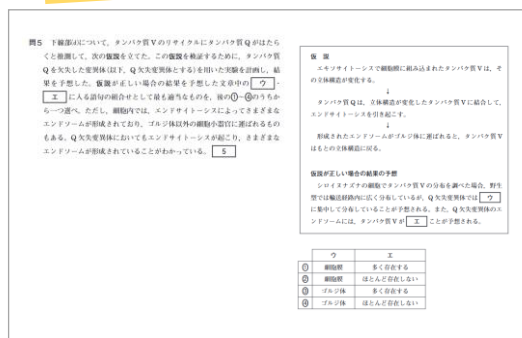 問5 下線部(d)について，タンパク質Vのリサイクルにタンパク質Qがはたら
くと推測して，次の仮説を立てた。この仮説を検証するために，タンパク質
Qを欠失した変異体(以下，Q欠失変異体とする)を用いた実験を計画し，結
果を予想した。仮説が正しい場合の結果を予想した文章中の ウ ・
エ に入る語句の組合せとして最も適当なものを，後の①〜④のうちか
ら一つ選べ。ただし，細胞内では，エンドサイトーシスによってさまざまな
エンドソームが形成されており，ゴルジ体以外の細胞小器官に運ばれるもの
もある。Q欠失変異体においてもエンドサイトーシスが起こり，さまざまな
エンドソームが形成されていることがわかっている。 5
仮 説
エキソサイトーシスで細胞膜に組み込まれたタンパク質Vは，そ
の立体構造が変化する。
↓
タンパク質Qは，立体構造が変化したタンパク質Vに結合して，
エンドサイトーシスを引き起こす。
↓
形成されたエンドソームがゴルジ体に運ばれると，タンパク質V
はもとの立体構造に戻る。
仮説が正しい場合の結果の予想
シロイヌナズナの細胞でタンパク質Vの分布を調べた場合，野生
型では輸送経路内に広く分布しているが，Q欠失変異体では ウ
に集中して分布していることが予想される。また，Q欠失変異体のエ
ンドソームには，タンパク質Vが エ ことが予想される。
ウ エ
① 細胞膜 多く存在する
② 細胞膜 ほとんど存在しない
③ ゴルジ体 多く存在する
④ ゴルジ体 ほとんど存在しない